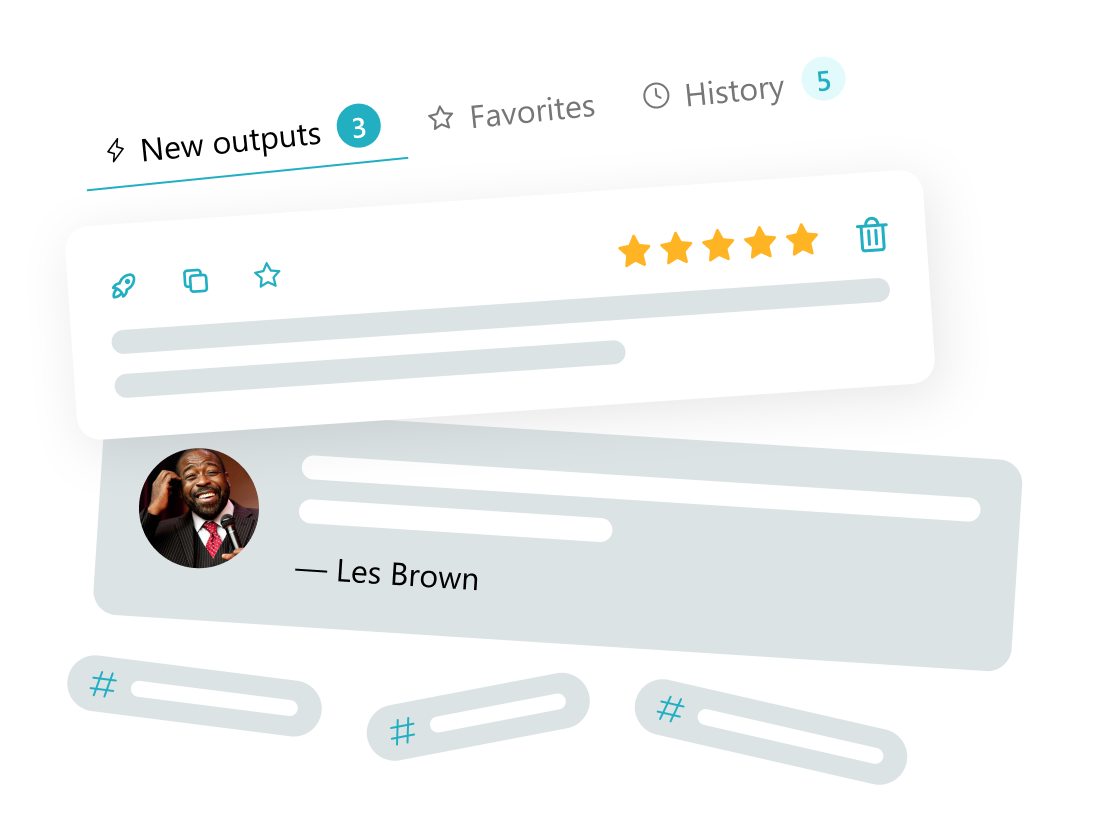 New outputs 3
Favorites
History 5
— Les Brown
#
#
#